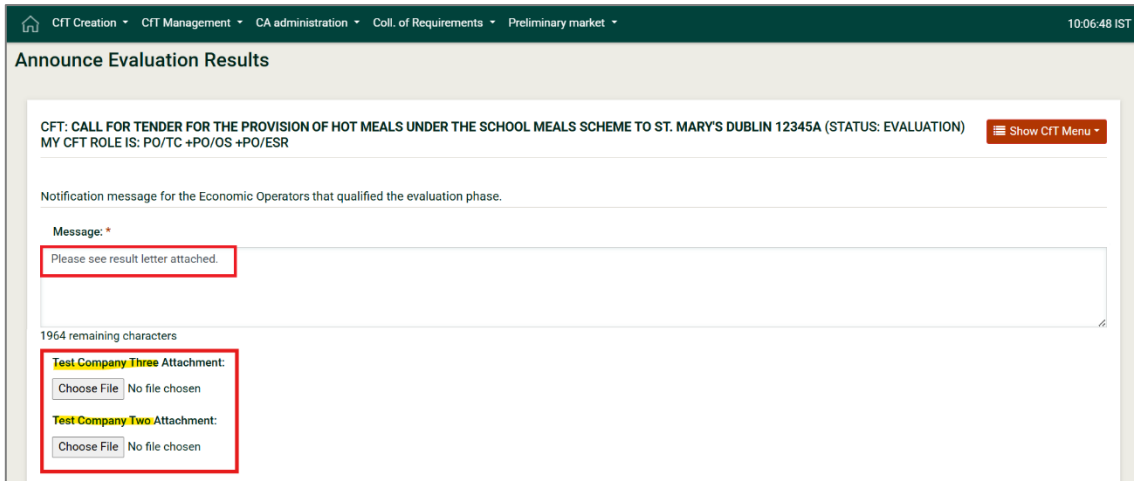 CfT Creation CfT Management CA administration Coll. of Requirements Preliminary market 10:06:48 IST
Announce Evaluation Results
CFT: CALL FOR TENDER FOR THE PROVISION OF HOT MEALS UNDER THE SCHOOL MEALS SCHEME TO ST. MARY'S DUBLIN 12345A (STATUS: EVALUATION)
MY CFT ROLE IS: PO/TC +PO/OS +PO/ESR
Show CfT Menu
Notification message for the Economic Operators that qualified the evaluation phase.
Message: *
Please see result letter attached.
1964 remaining characters
Test Company Three Attachment:
Choose File No file chosen
Test Company Two Attachment:
Choose File No file chosen